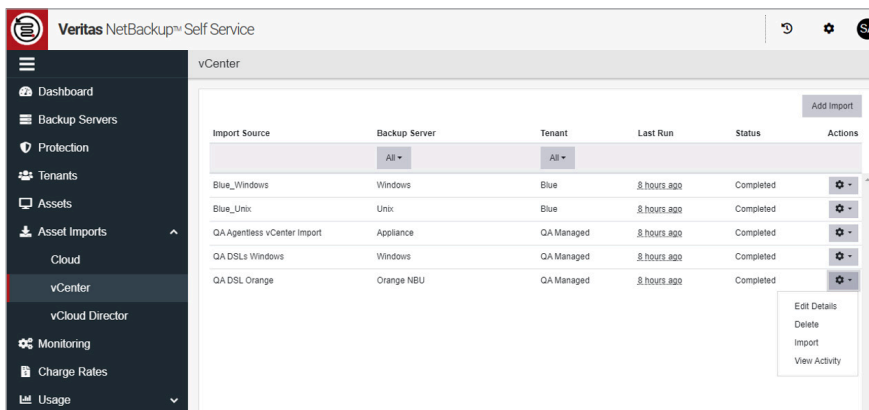 Veritas NetBackup™ Self Service
vCenter
Dashboard
Backup Servers
Protection
Tenants
Assets
Asset Imports
Cloud
vCenter
vCloud Director
Monitoring
Charge Rates
Usage
Add Import
Import Source Backup Server Tenant Last Run Status Actions
All All
Blue_Windows Windows Blue 8 hours ago Completed
Blue_Unix Unix Blue 8 hours ago Completed
QA Agentless vCenter Import Appliance QA Managed 8 hours ago Completed
QA DSLs Windows Windows QA Managed 8 hours ago Completed
QA DSL Orange Orange NBU QA Managed 8 hours ago Completed
Edit Details
Delete
Import
View Activity